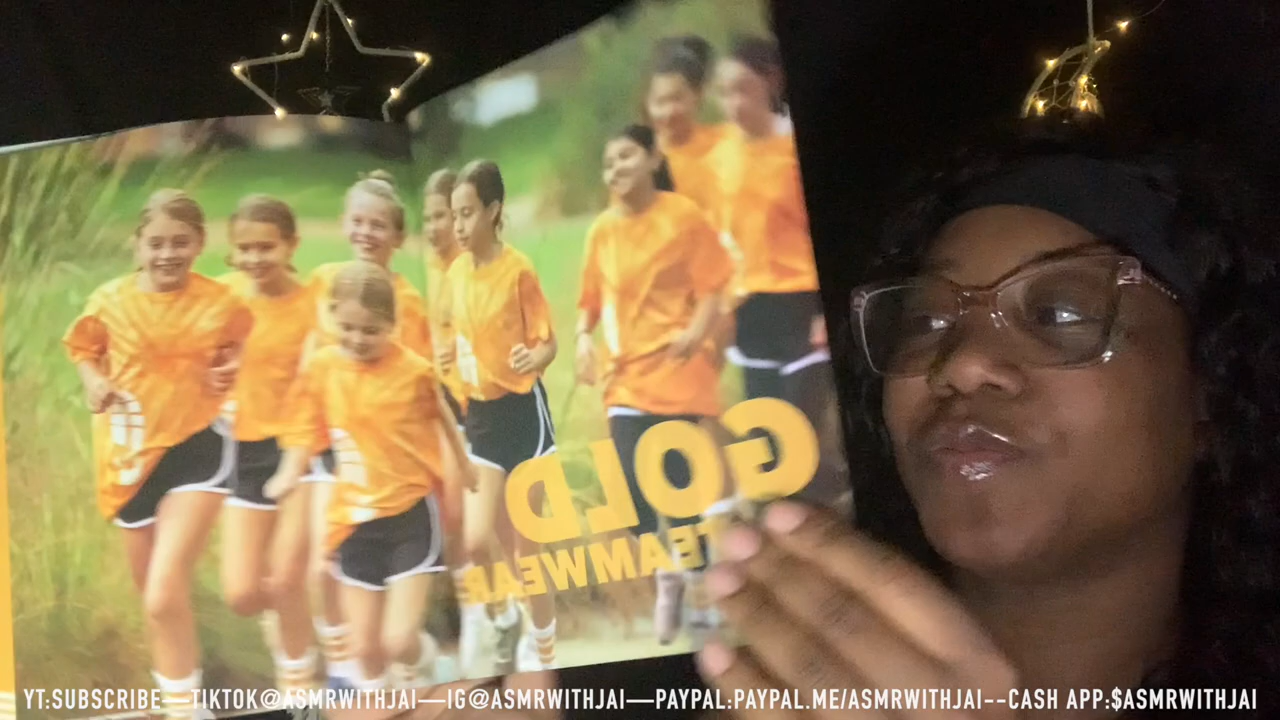 GOLD
TEAMWEAR
YT:SUBSCRIBE—TIKTOK@ASMRWITHJAI—IG@ASMRWITHJAI—PAYPAL:PAYPAL.ME/ASMRWITHJAI--CASH APP:$ASMRWITHJAI